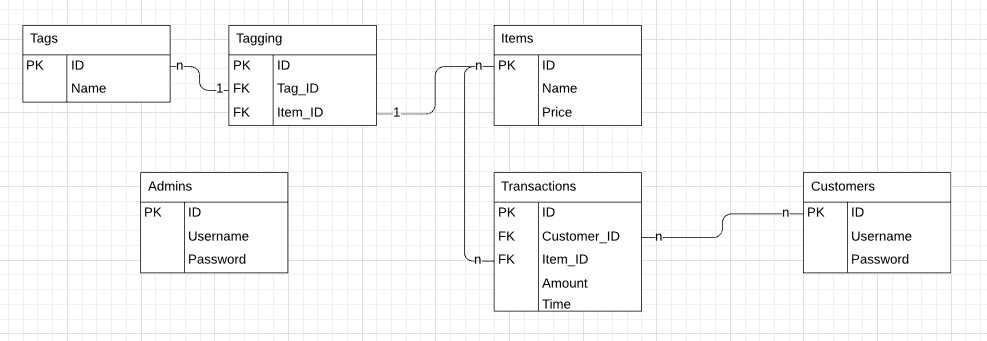 Tags
PK ID
Name
n
1
Tagging
PK ID
FK Tag_ID
FK Item_ID
1
n
Items
PK ID
Name
Price
Admins
PK ID
Username
Password
Transactions
PK ID
FK Customer_ID
FK Item_ID
Amount
Time
n
n
n
Customers
PK ID
Username
Password